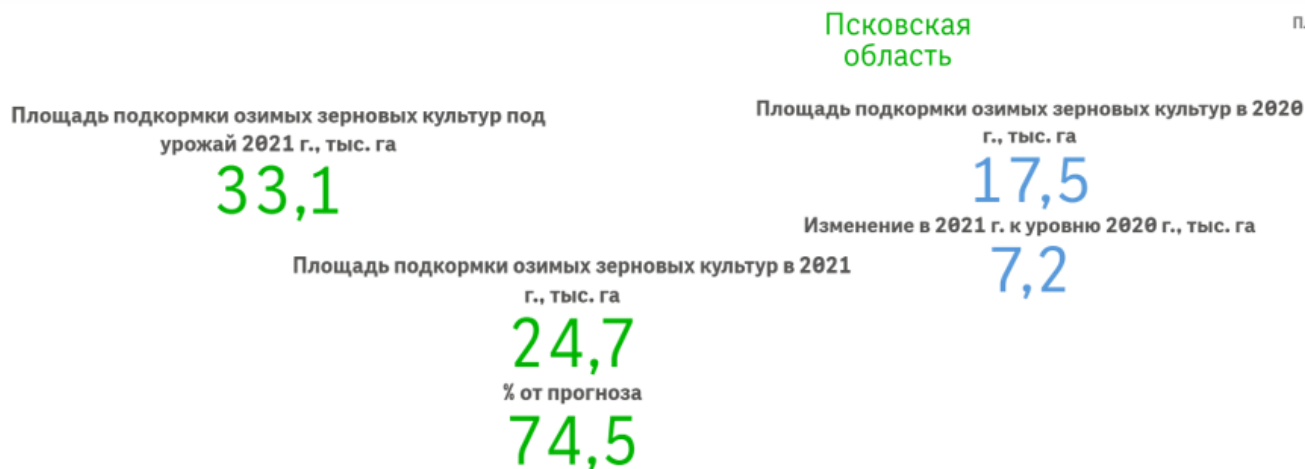 Псковская
область
Площадь подкормки озимых зерновых культур под
урожай 2021 г., тыс. га
33,1
Площадь подкормки озимых зерновых культур в 2020
г., тыс. га
17,5
Изменение в 2021 г. к уровню 2020 г., тыс. га
7,2
Площадь подкормки озимых зерновых культур в 2021
г., тыс. га
24,7
% от прогноза
74,5